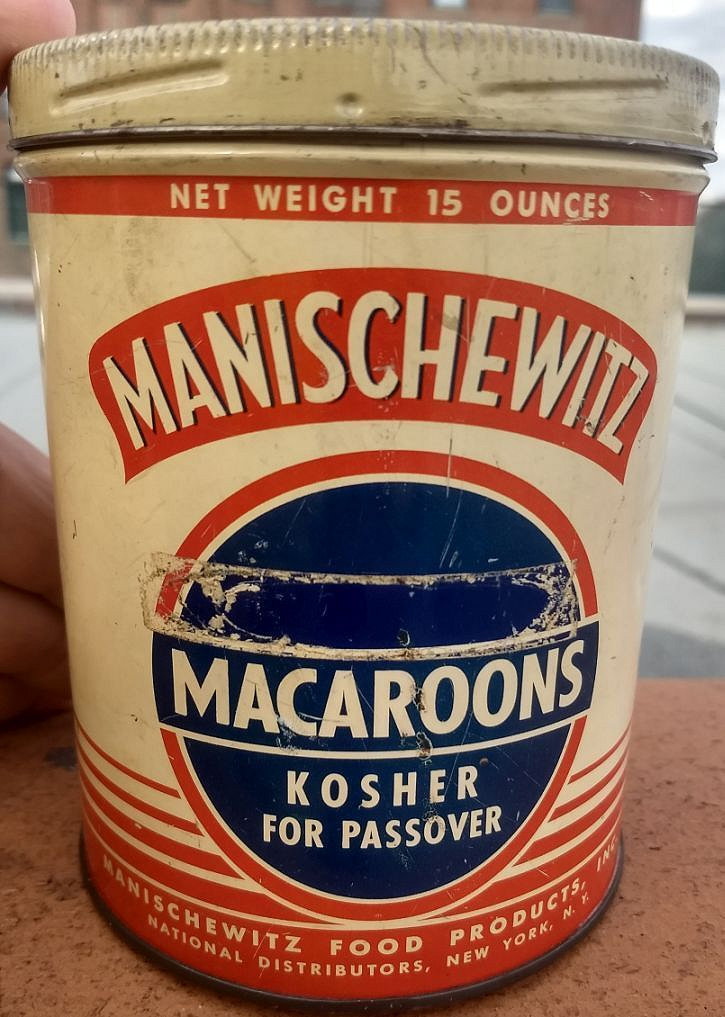 NET WEIGHT 15 OUNCES
MANISCHEWITZ
MACAROONS
KOSHER
FOR PASSOVER
MANISCHEWITZ FOOD PRODUCTS, INC.
NATIONAL DISTRIBUTORS, NEW YORK, N. Y.